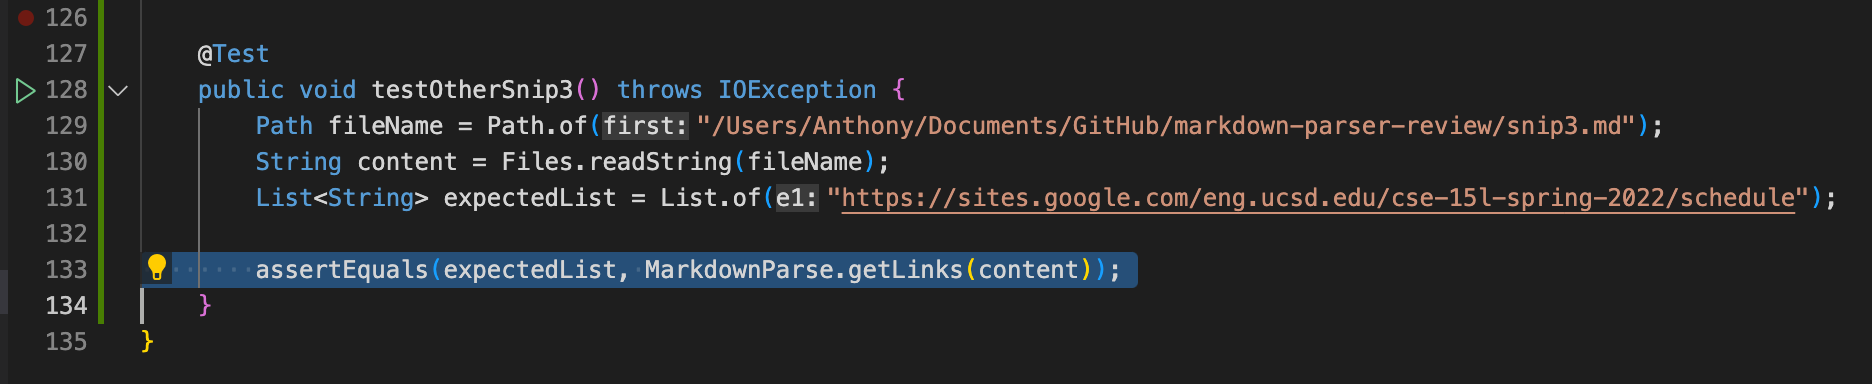 126
127 @Test
128 public void testOtherSnip3() throws IOException {
129 Path fileName = Path.of(first: "/Users/Anthony/Documents/GitHub/markdown-parser-review/snip3.md");
130 String content = Files.readString(fileName);
131 List<String> expectedList = List.of(e1: "https://sites.google.com/eng.ucsd.edu/cse-15l-spring-2022/schedule");
132
133 assertEquals(expectedList, MarkdownParse.getLinks(content));
134 }
135 }